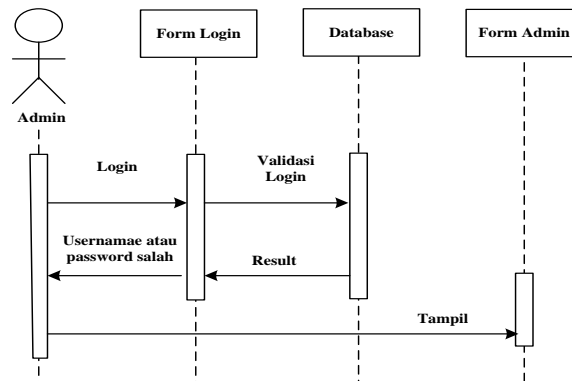 Form Login
Database
Form Admin
Admin
Login
Validasi
Login
Usernamae atau
password salah
Result
Tampil